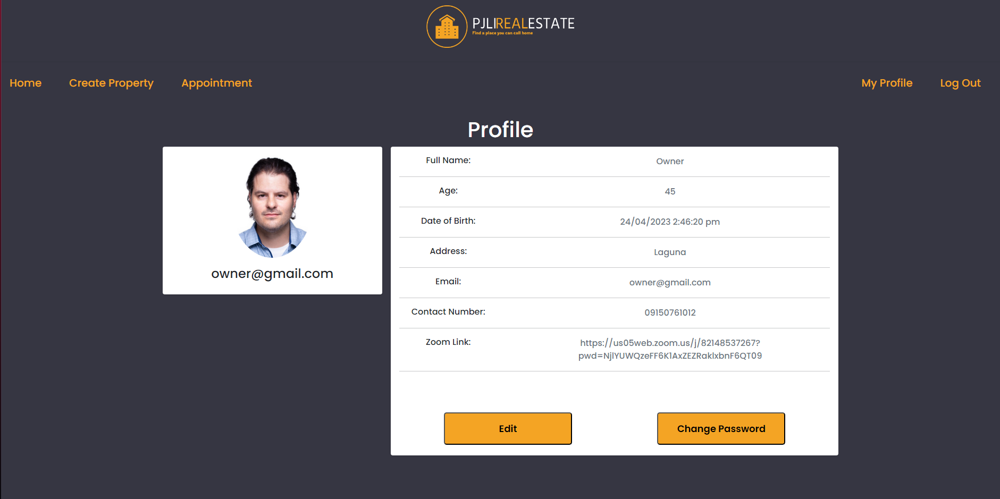 PJLIREALESTATE
Find a place you can call home
Home
Create Property
Appointment
My Profile
Log Out
Profile
owner@gmail.com
Full Name:
Owner
Age:
45
Date of Birth:
24/04/2023 2:46:20 pm
Address:
Laguna
Email:
owner@gmail.com
Contact Number:
09150761012
Zoom Link:
https://us05web.zoom.us/j/82148537267?
pwd=NjlYUWQzeFF6K1AxZEZRaklxbnF6QT09
Edit
Change Password